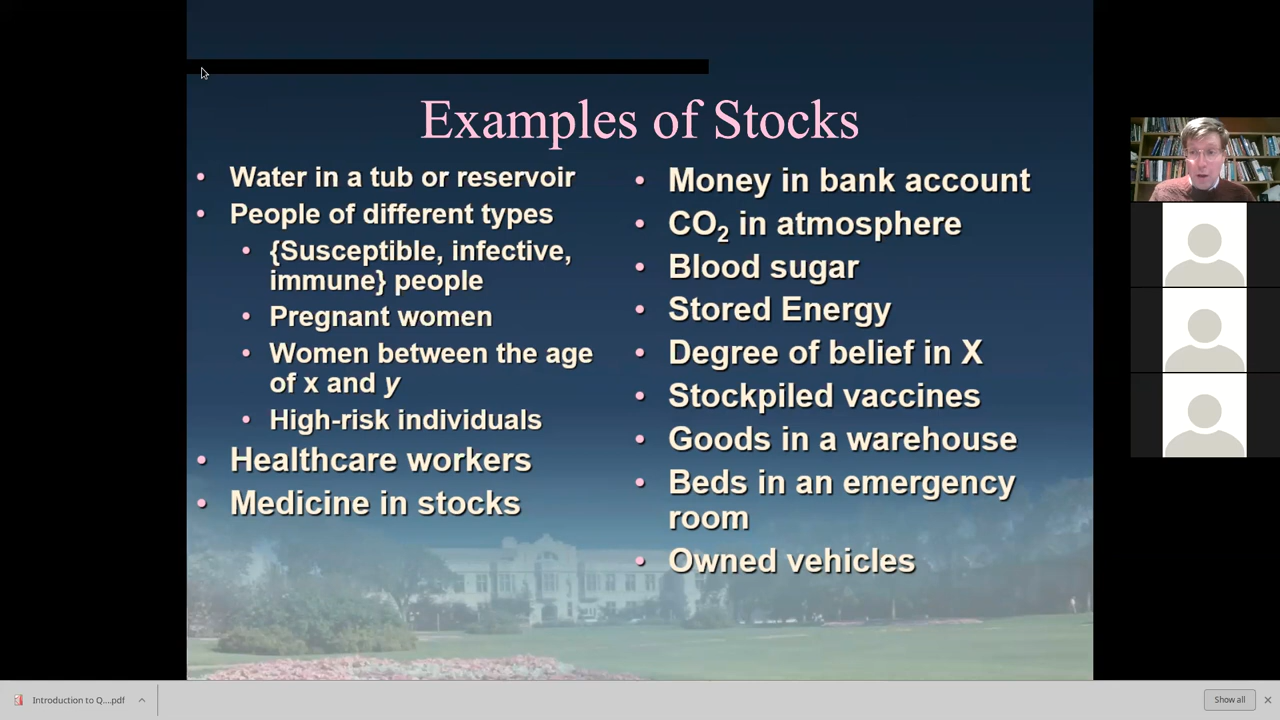 Examples of Stocks
• Water in a tub or reservoir
• People of different types
• {Susceptible, infective,
immune} people
• Pregnant women
• Women between the age
of x and y
• High-risk individuals
• Healthcare workers
• Medicine in stocks
• Money in bank account
• CO₂ in atmosphere
• Blood sugar
• Stored Energy
• Degree of belief in X
• Stockpiled vaccines
• Goods in a warehouse
• Beds in an emergency
room
• Owned vehicles
Introduction to Q....pdf
Show all